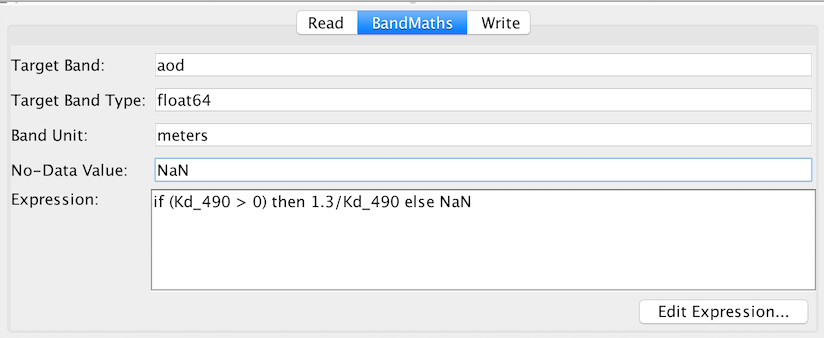 Read BandMaths Write
Target Band: aod
Target Band Type: float64
Band Unit: meters
No-Data Value: NaN
Expression: if (Kd_490 > 0) then 1.3/Kd_490 else NaN
Edit Expression...